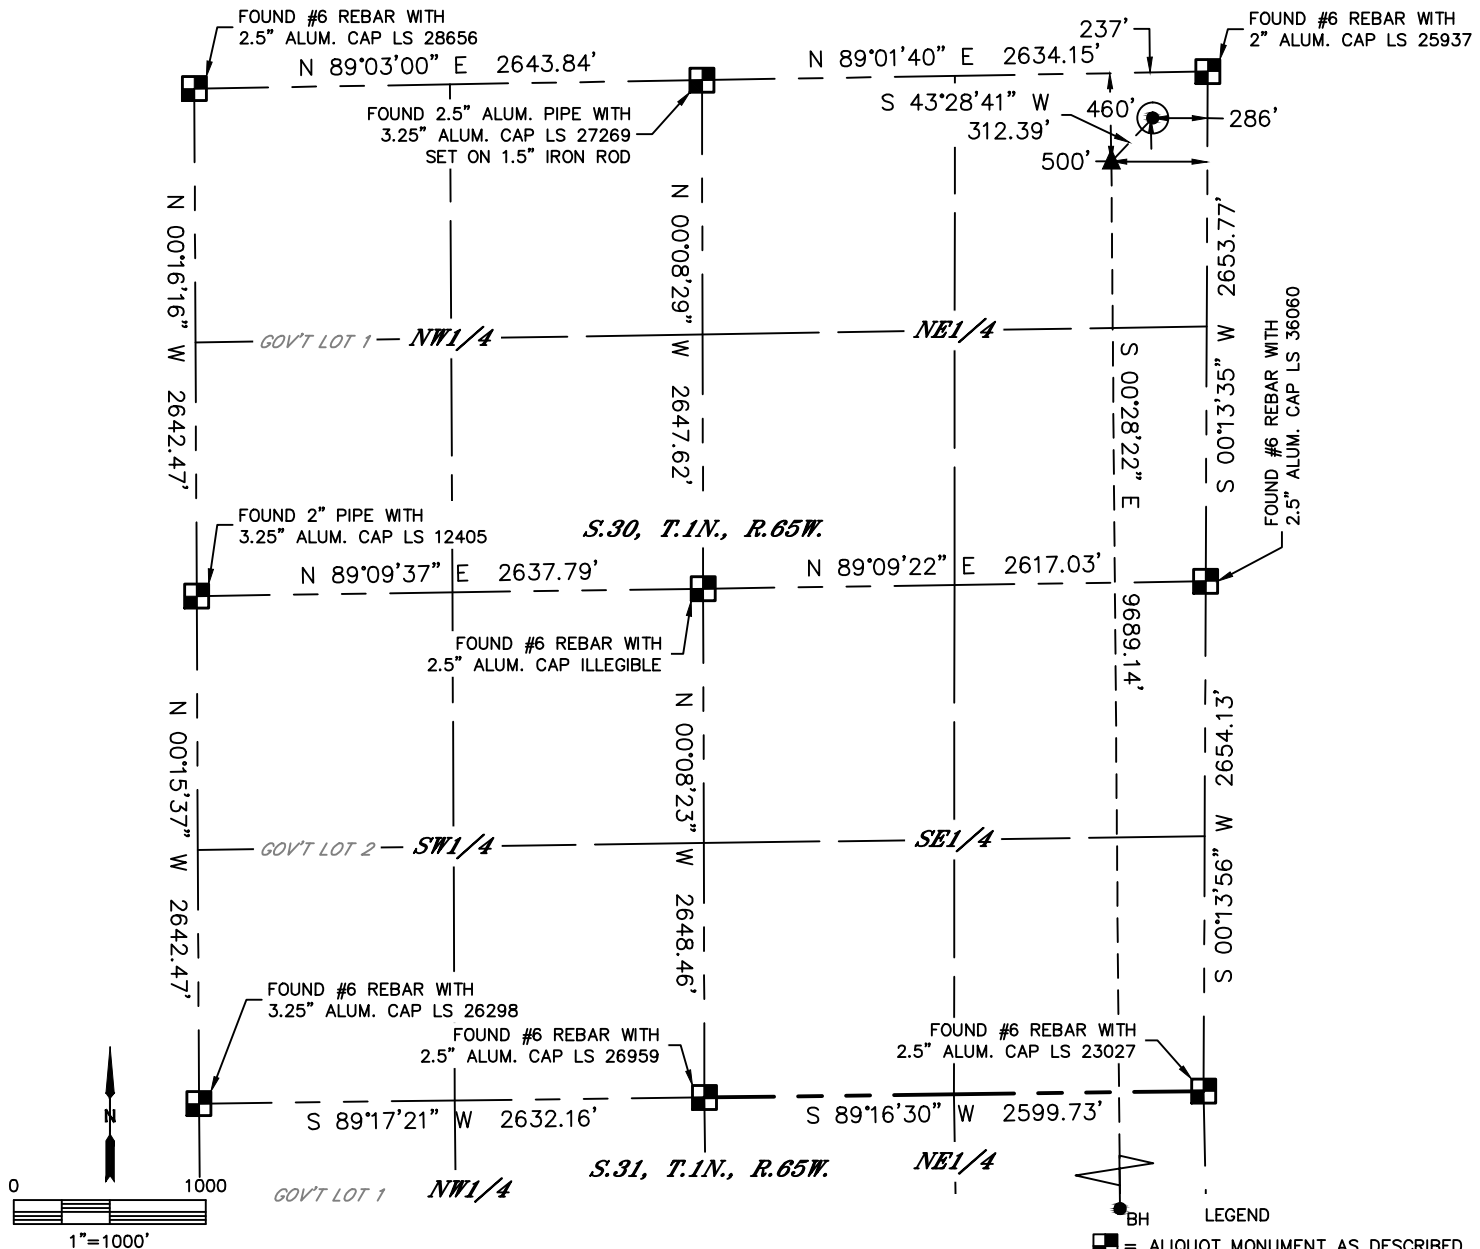 FOUND #6 REBAR WITH
2.5" ALUM. CAP LS 28656
N 89°03'00" E 2643.84'
FOUND 2.5" ALUM. PIPE WITH
3.25" ALUM. CAP LS 27269
SET ON 1.5" IRON ROD
N 89°01'40" E 2634.15'
237'
FOUND #6 REBAR WITH
2" ALUM. CAP LS 25937
S 43°28'41" W
312.39'
460'
286'
500'
N 00°16'16" W 2642.47'
N 00°08'29" W 2647.62'
S 00°13'35" W 2653.77'
GOV'T LOT 1
NW1/4
NE1/4
S 00°28'22" E 9689.14'
FOUND #6 REBAR WITH
2.5" ALUM. CAP LS 36060
FOUND 2" PIPE WITH
3.25" ALUM. CAP LS 12405
S.30, T.1N., R.65W.
N 89°09'37" E 2637.79'
N 89°09'22" E 2617.03'
FOUND #6 REBAR WITH
2.5" ALUM. CAP ILLEGIBLE
N 00°15'37" W 2642.47'
N 00°08'23" W 2648.46'
S 00°13'56" W 2654.13'
GOV'T LOT 2
SW1/4
SE1/4
FOUND #6 REBAR WITH
3.25" ALUM. CAP LS 26298
FOUND #6 REBAR WITH
2.5" ALUM. CAP LS 26959
FOUND #6 REBAR WITH
2.5" ALUM. CAP LS 23027
S 89°17'21" W 2632.16'
S 89°16'30" W 2599.73'
N
S.31, T.1N., R.65W.
NE1/4
GOV'T LOT 1
NW1/4
0 1000
1"=1000'
BH
LEGEND
= ALIQUOT MONUMENT AS DESCRIBED